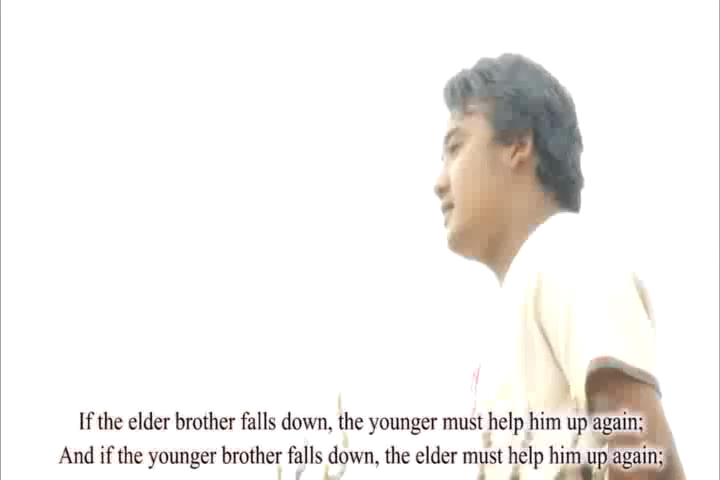 If the elder brother falls down, the younger must help him up again;
And if the younger brother falls down, the elder must help him up again;